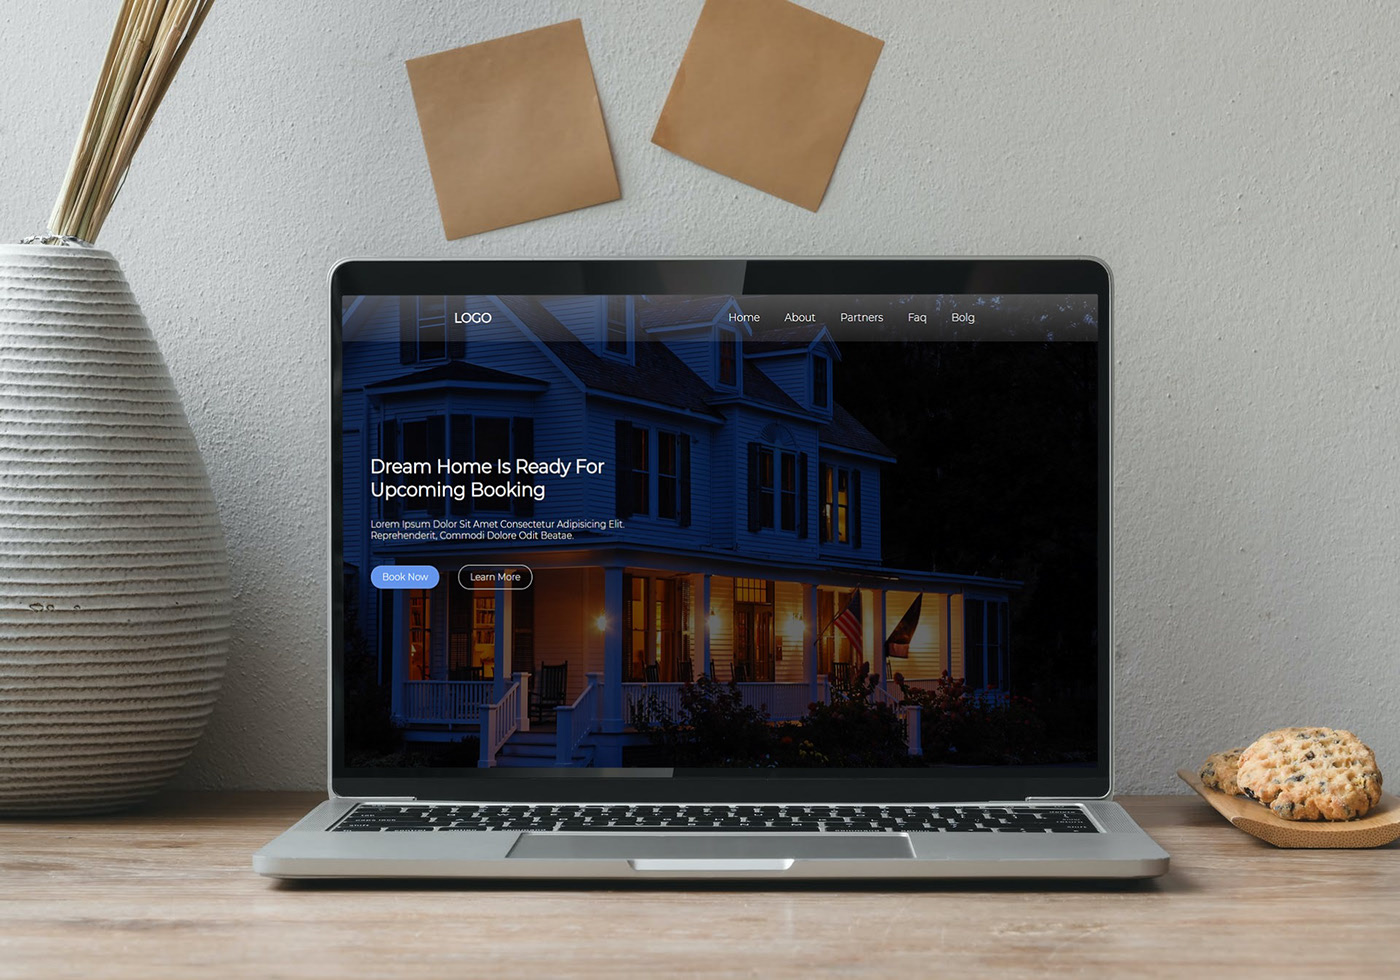 LOGO
Home About Partners Faq Bolg
Dream Home Is Ready For
Upcoming Booking
Lorem Ipsum Dolor Sit Amet Consectetur Adipisicing Elit.
Reprehenderit, Commodi Dolore Odit Beatae.
Book Now Learn More